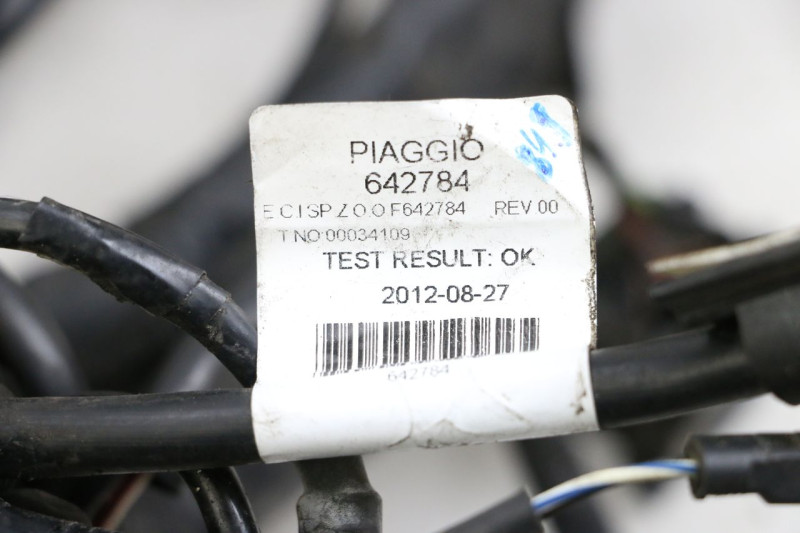 PIAGGIO
642784
E C I SP Z O O F642784 REV 00
T NO 00034109
TEST RESULT: OK
2012-08-27
642784